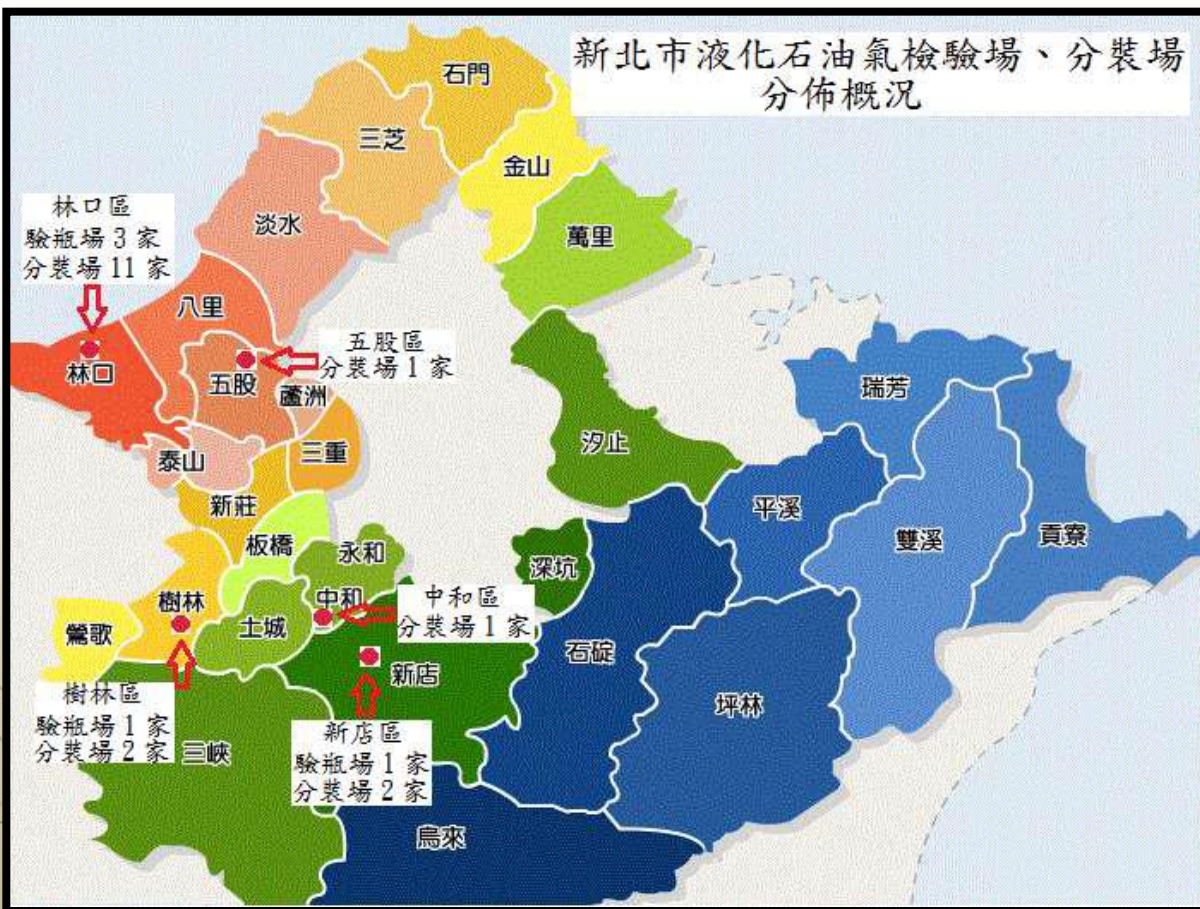 新北市液化石油氣檢驗場、分裝場
分佈概況
石門
三芝
金山
林口區
驗瓶場 3 家
分裝場 11 家
淡水
萬里
八里
五股區
分裝場 1 家
林口
五股
蘆洲
瑞芳
汐止
三重
泰山
新莊
平溪
板橋
永和
雙溪
貢寮
深坑
樹林
中和
中和區
分裝場 1 家
鶯歌
土城
石碇
新店
坪林
樹林區
驗瓶場 1 家
分裝場 2 家
三峽
新店區
驗瓶場 1 家
分裝場 2 家
烏來